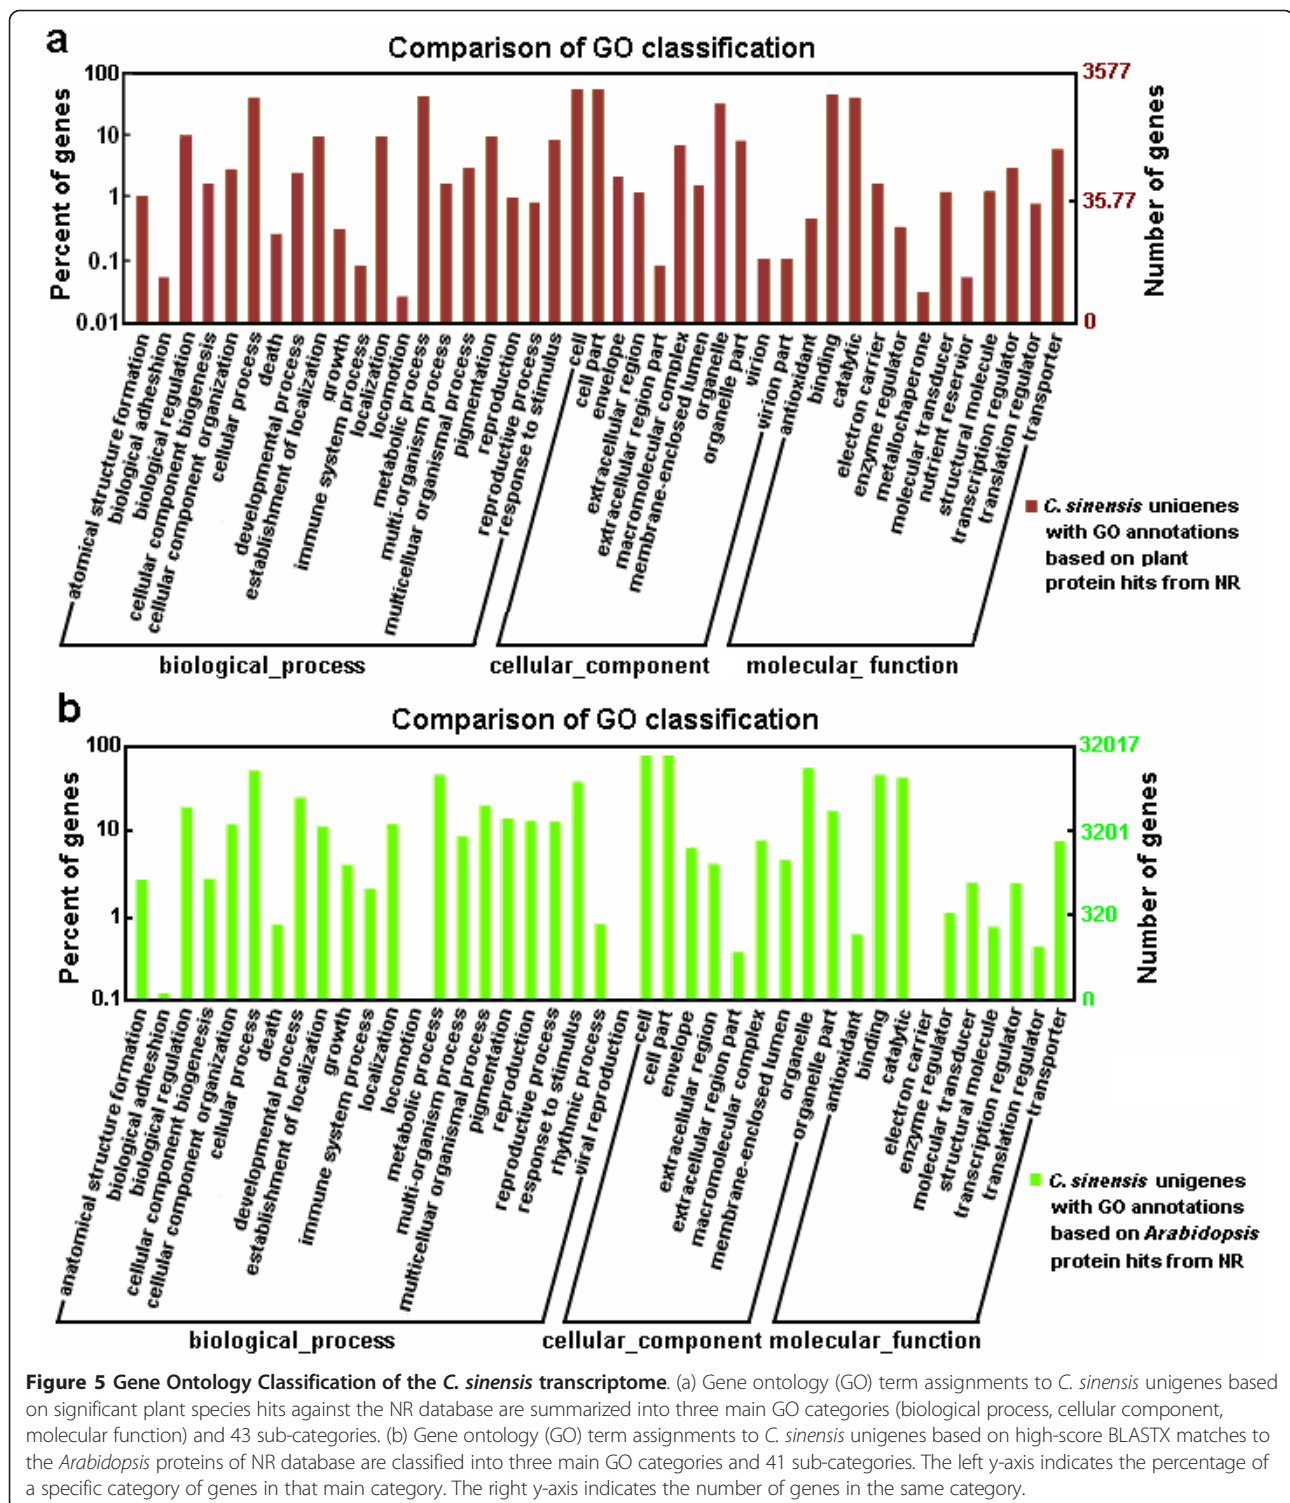 a
Comparison of GO classification
Percent of genes
100
10
1
0.1
0.01
3577
35.77
0
Number of genes
atomical structure formation
biological adheshion
biological regulation
cellular component biogenesis
cellular component organization
cellular process
death
developmental process
establishment of localization
growth
immune system process
localization
locomotion
metabolic process
multi-organism process
multicelluar organismal process
pigmentation
reproduction
reproductive process
response to stimulus
cell
cell part
envelope
extracellular region
extracellular region part
macromolecular complex
membrane-enclosed lumen
organelle
organelle part
virion
virion part
antioxidant
binding
catalytic
electron carrier
enzyme regulator
metallochaperone
molecular transducer
nutrient reservior
structural molecule
transcription regulator
translation regulator
transporter
biological_process
cellular_component
molecular_function
C. sinensis unigenes
with GO annotations
based on plant
protein hits from NR
b
Comparison of GO classification
Percent of genes
100
10
1
0.1
32017
3201
320
0
Number of genes
anatomical structure formation
biological adheshion
biological regulation
cellular component biogenesis
cellular component organization
cellular process
death
developmental process
establishment of localization
growth
immune system process
localization
locomotion
metabolic process
multi-organism process
multicelluar organismal process
pigmentation
reproduction
reproductive process
response to stimulus
rhythmic process
viral reproduction
cell
cell part
envelope
extracellular region
extracellular region part
macromolecular complex
membrane-enclosed lumen
organelle
organelle part
antioxidant
binding
catalytic
electron carrier
enzyme regulator
molecular transducer
structural molecule
transcription regulator
translation regulator
transporter
biological_process
cellular_component
molecular_function
C. sinensis unigenes
with GO annotations
based on Arabidopsis
protein hits from NR
Figure 5 Gene Ontology Classification of the C. sinensis transcriptome. (a) Gene ontology (GO) term assignments to C. sinensis unigenes based
on significant plant species hits against the NR database are summarized into three main GO categories (biological process, cellular component,
molecular function) and 43 sub-categories. (b) Gene ontology (GO) term assignments to C. sinensis unigenes based on high-score BLASTX matches to
the Arabidopsis proteins of NR database are classified into three main GO categories and 41 sub-categories. The left y-axis indicates the percentage of
a specific category of genes in that main category. The right y-axis indicates the number of genes in the same category.